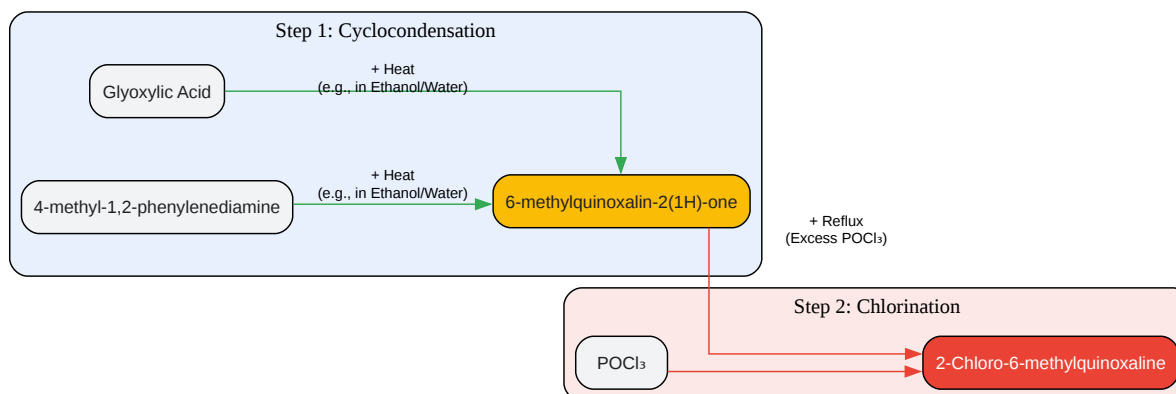 Step 1: Cyclocondensation
+ Heat
(e.g., in Ethanol/Water)
Glyoxylic Acid
+ Heat
(e.g., in Ethanol/Water)
4-methyl-1,2-phenylenediamine
6-methylquinoxalin-2(1H)-one
+ Reflux
(Excess POCl₃)
Step 2: Chlorination
POCl₃
2-Chloro-6-methylquinoxaline